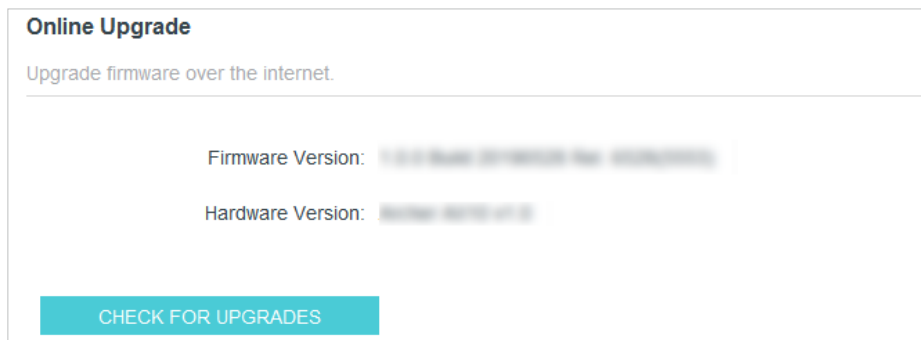 Online Upgrade
Upgrade firmware over the internet.
Firmware Version:
Hardware Version:
CHECK FOR UPGRADES